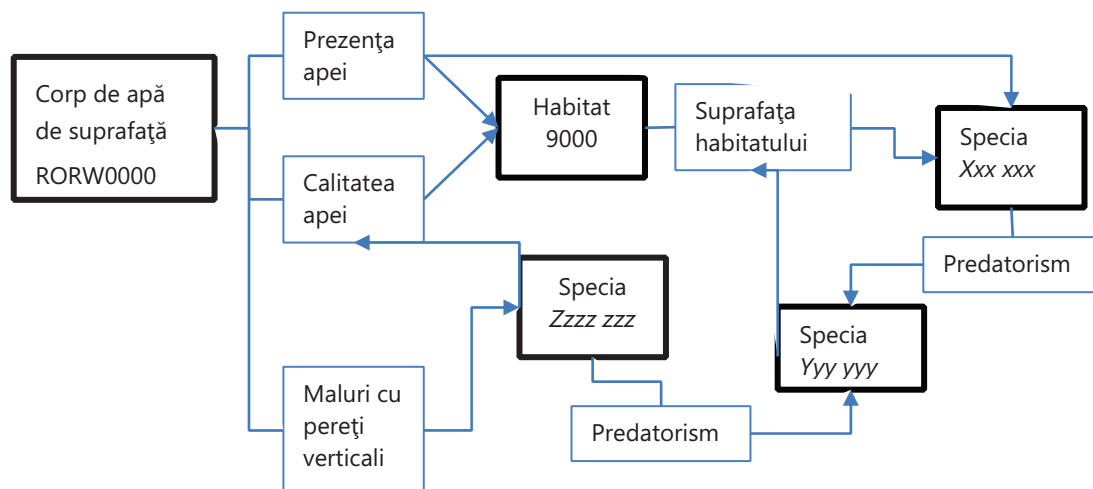 Corp de apă
de suprafaţă
RORW0000
Prezenţa
apei
Calitatea
apei
Maluri cu
pereţi
verticali
Habitat
9000
Suprafaţa
habitatului
Specia
Xxx xxx
Predatorism
Specia
Zzzz zzz
Specia
Yyy yyy
Predatorism